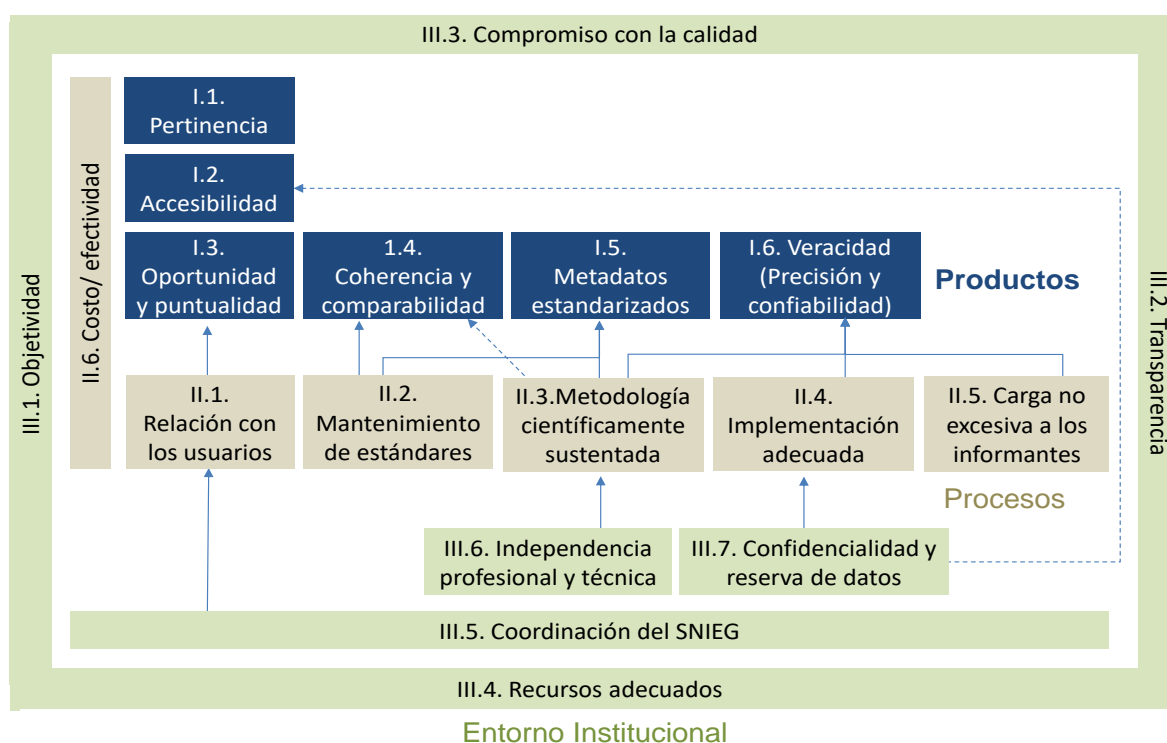 III.3. Compromiso con la calidad
III.1. Objetividad
II.6. Costo/ efectividad
III.2. Transparencia
I.1.
Pertinencia
I.2.
Accesibilidad
I.3.
Oportunidad
y puntualidad
1.4.
Coherencia y
comparabilidad
I.5.
Metadatos
estandarizados
I.6. Veracidad
(Precisión y
confiabilidad)
Productos
II.1.
Relación con
los usuarios
II.2.
Mantenimiento
de estándares
II.3.Metodología
científicamente
sustentada
II.4.
Implementación
adecuada
II.5. Carga no
excesiva a los
informantes
Procesos
III.6. Independencia
profesional y técnica
III.7. Confidencialidad y
reserva de datos
III.5. Coordinación del SNIEG
III.4. Recursos adecuados
Entorno Institucional